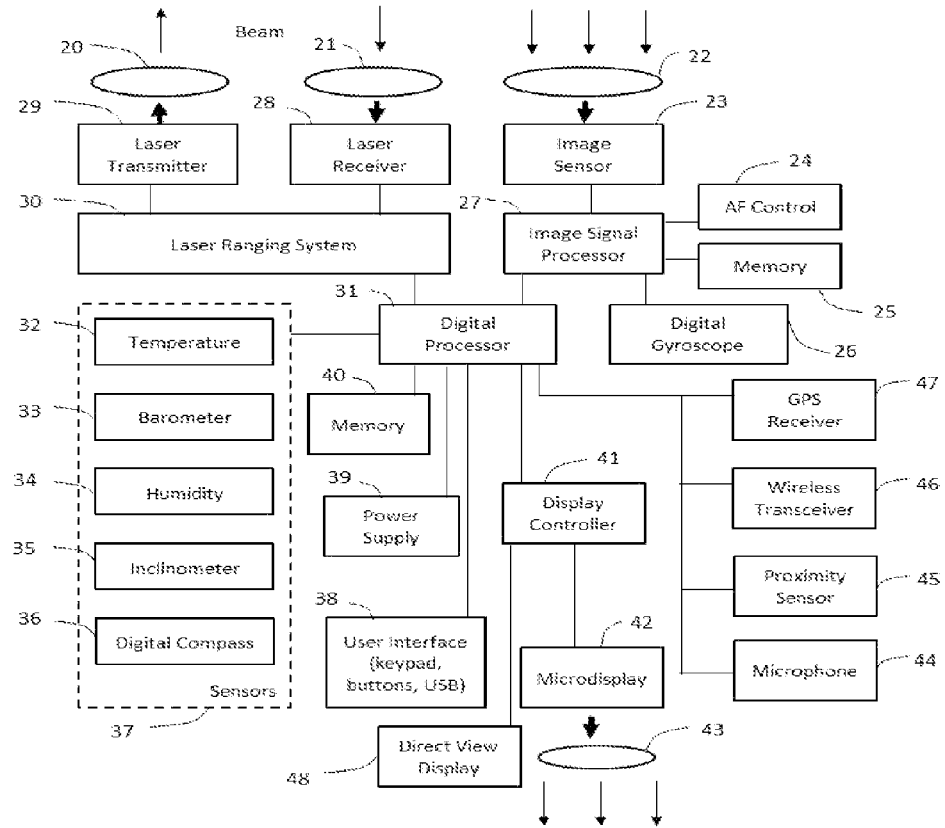 Beam
20
21
22
29
28
23
Laser
Transmitter
Laser
Receiver
Image
Sensor
24
30
27
AF Control
Laser Ranging System
Image Signal
Processor
Memory
31
25
32
Temperature
Digital
Processor
Digital
Gyroscope
26
40
47
33
Barometer
Memory
GPS
Receiver
34
41
Humidity
39
Display
Controller
Wireless
Transceiver
46
Power
Supply
35
Inclinometer
Proximity
Sensor
45
38
36
42
Digital Compass
User Interface
(keypad,
buttons, USB)
Microdisplay
Microphone
44
Sensors
37
43
Direct View
Display
48